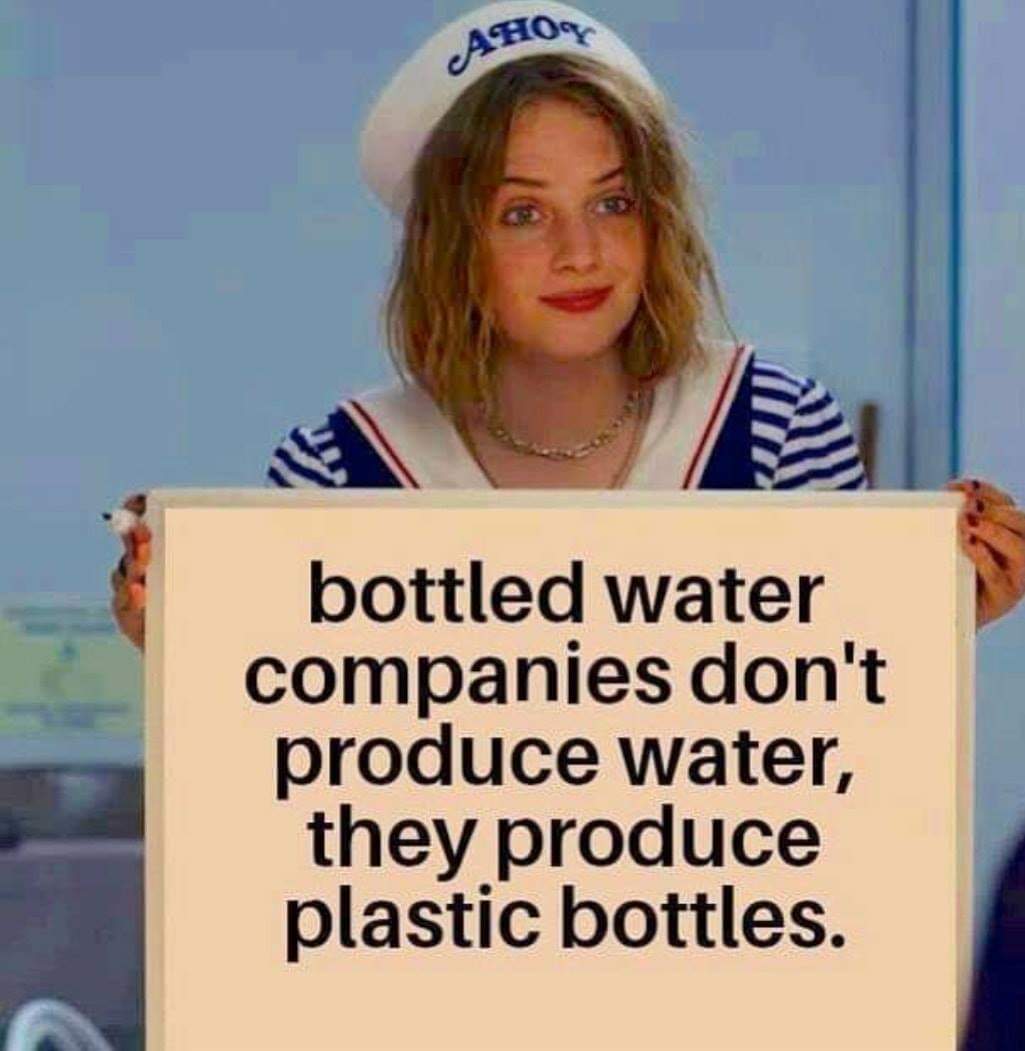 AHOY
bottled water
companies don't
produce water,
they produce
plastic bottles.